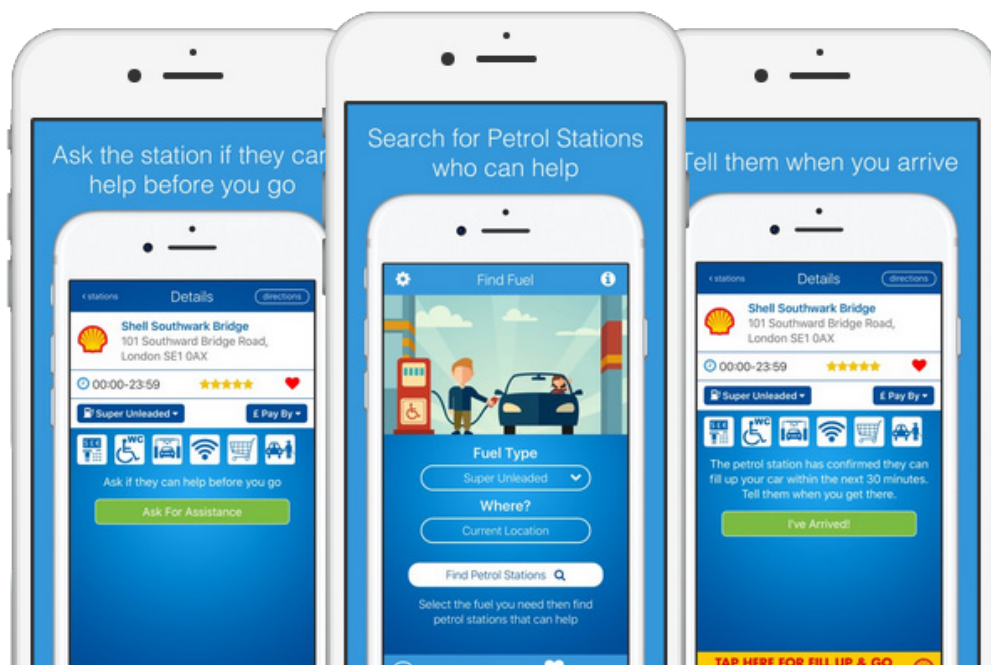 Ask the station if they can
help before you go
‹ stations
Details
directions
Shell Southwark Bridge
101 Southward Bridge Road,
London SE1 0AX
00:00-23:59
Super Unleaded
£ Pay By
WC
Ask if they can help before you go
Ask For Assistance
Search for Petrol Stations
who can help
Find Fuel
Fuel Type
Super Unleaded
Where?
Current Location
Find Petrol Stations
Select the fuel you need then find
petrol stations that can help
Tell them when you arrive
‹ stations
Details
directions
Shell Southwark Bridge
101 Southward Bridge Road,
London SE1 0AX
00:00-23:59
Super Unleaded
£ Pay By
WC
The petrol station has confirmed they can
fill up your car within the next 30 minutes.
Tell them when you get there.
I've Arrived!
TAP HERE FOR FILL UP & GO